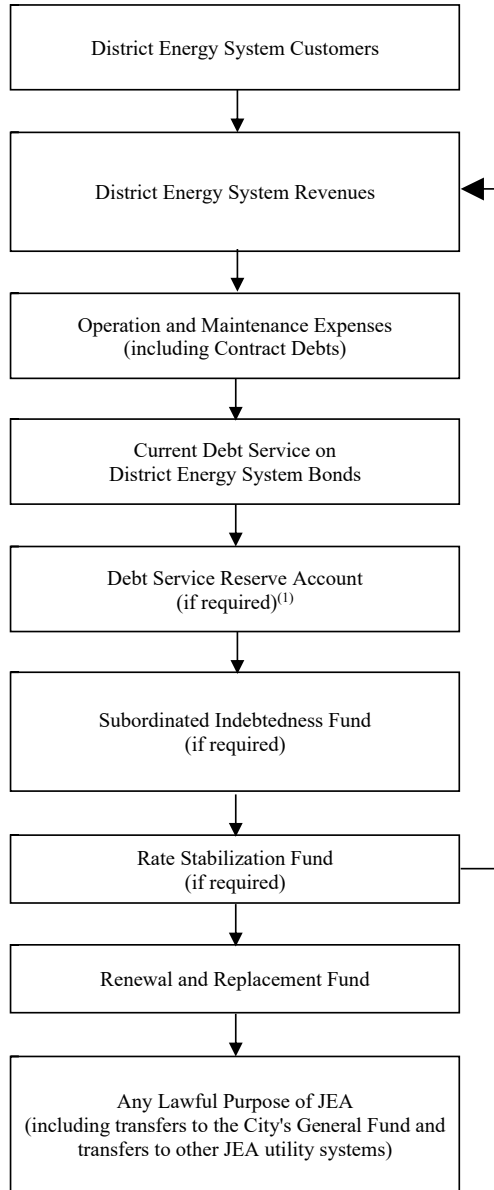 District Energy System Customers
District Energy System Revenues
Operation and Maintenance Expenses
(including Contract Debts)
Current Debt Service on
District Energy System Bonds
Debt Service Reserve Account
(if required)(1)
Subordinated Indebtedness Fund
(if required)
Rate Stabilization Fund
(if required)
Renewal and Replacement Fund
Any Lawful Purpose of JEA
(including transfers to the City's General Fund and
transfers to other JEA utility systems)